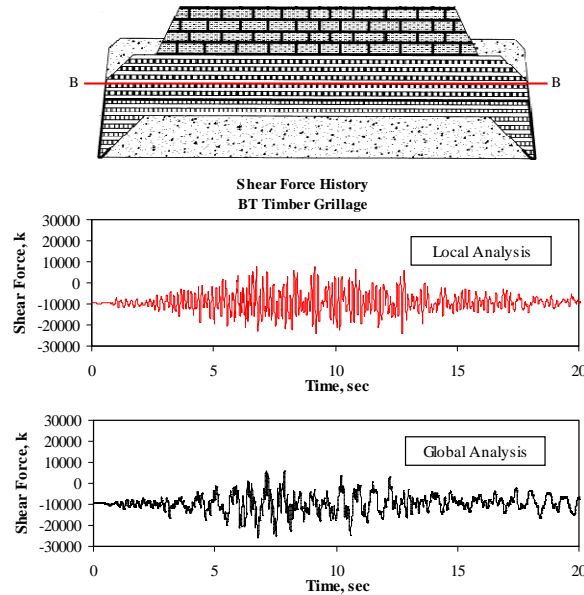 B B
Shear Force History
BT Timber Grillage
Shear Force, k
30000
20000
10000
0
-10000
-20000
-30000
Local Analysis
0 5 10 15 20
Time, sec
Shear Force, k
30000
20000
10000
0
-10000
-20000
-30000
Global Analysis
0 5 10 15 20
Time, sec